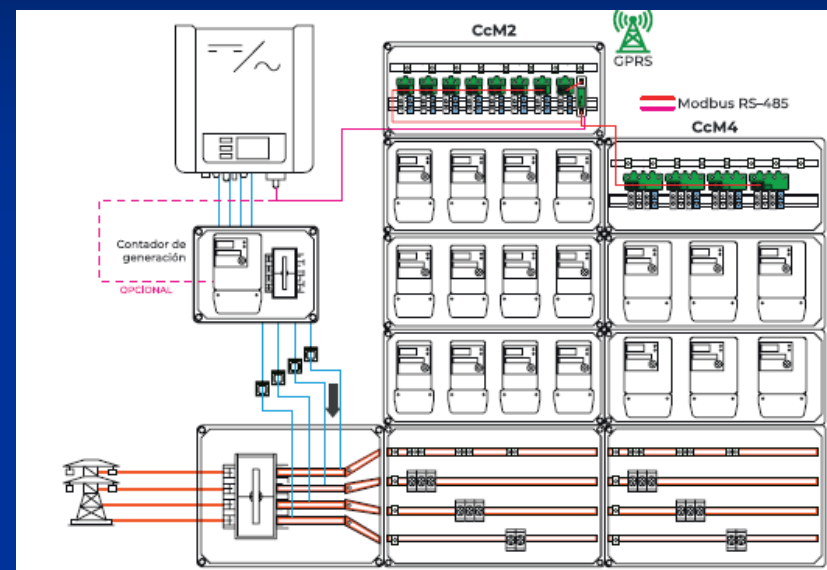 CcM2
GPRS
Modbus RS-485
CcM4
Contador de
generación
OPCIONAL